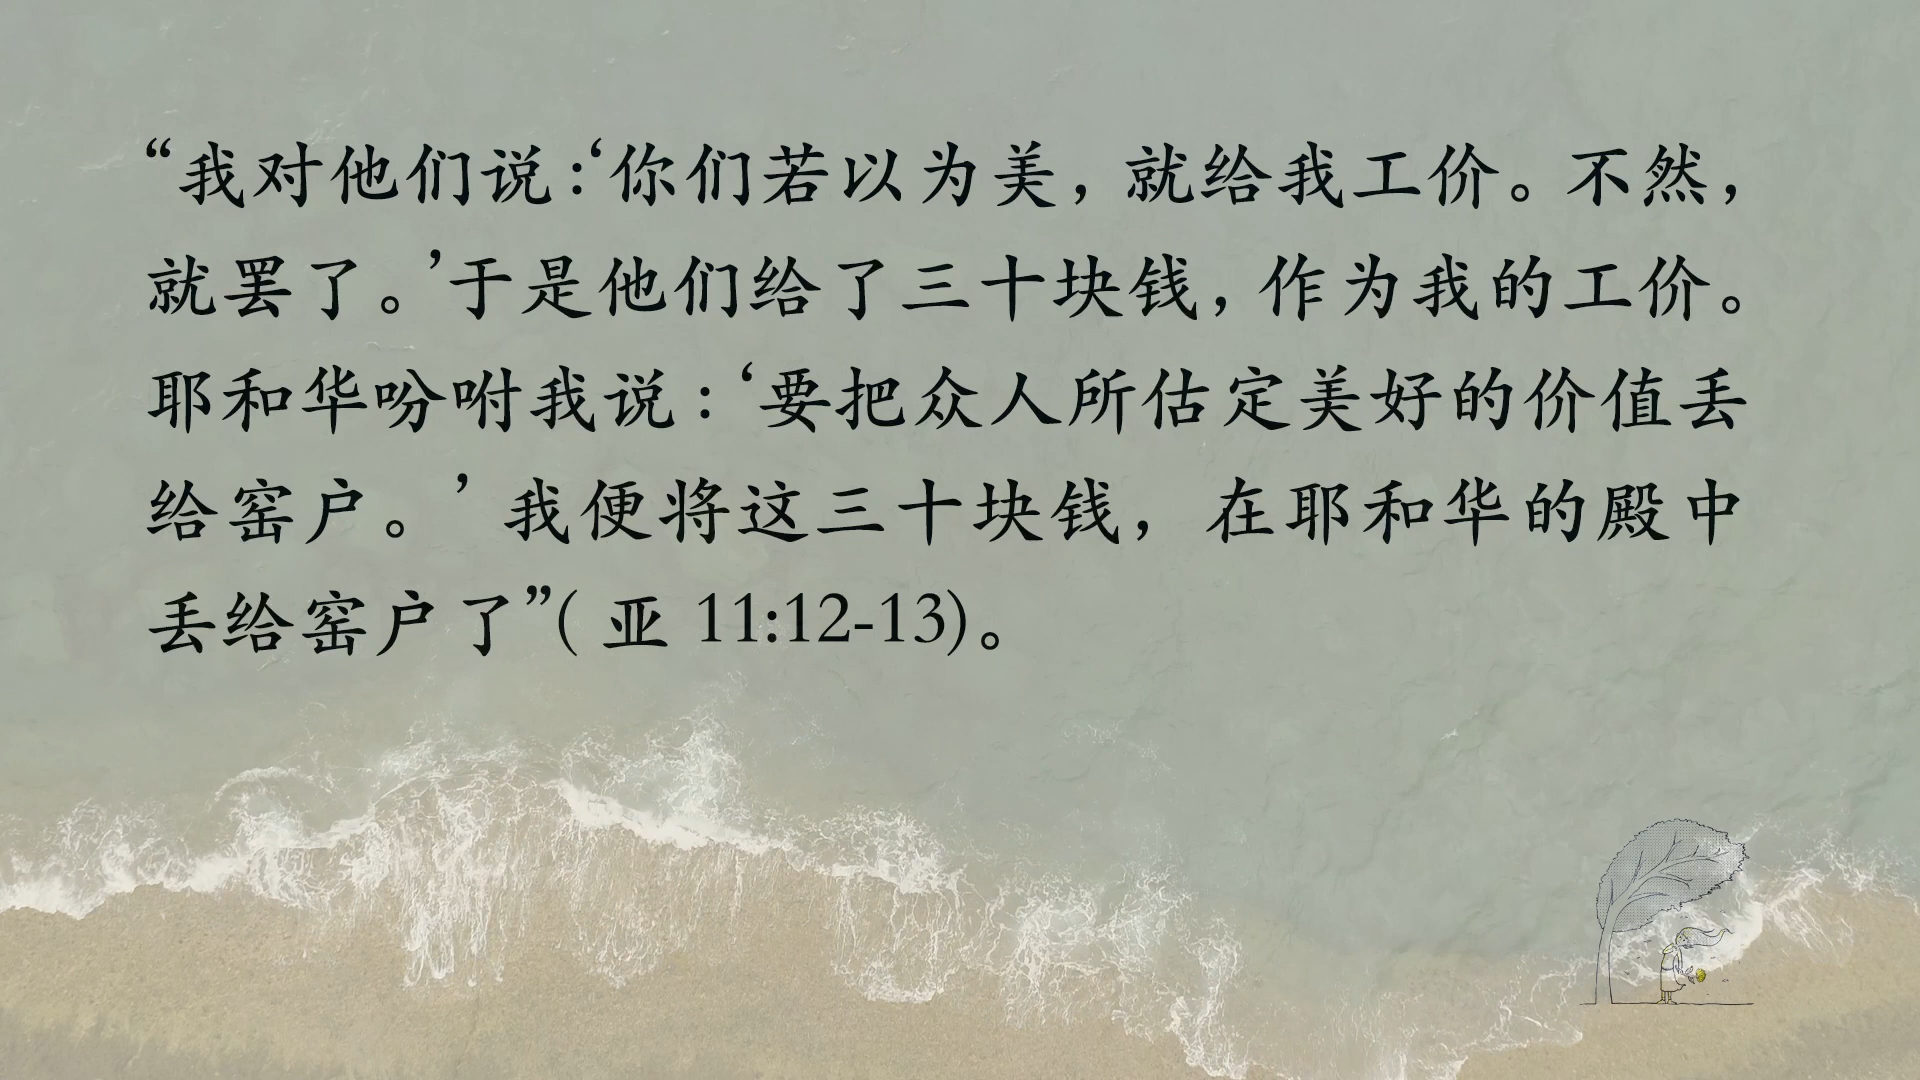 “我对他们说:‘你们若以为美,就给我工价。不然,
就罢了。’于是他们给了三十块钱,作为我的工价。
耶和华吩咐我说:‘要把众人所估定美好的价值丢
给窑户。’我便将这三十块钱,在耶和华的殿中
丢给窑户了”(亚 11:12-13)。